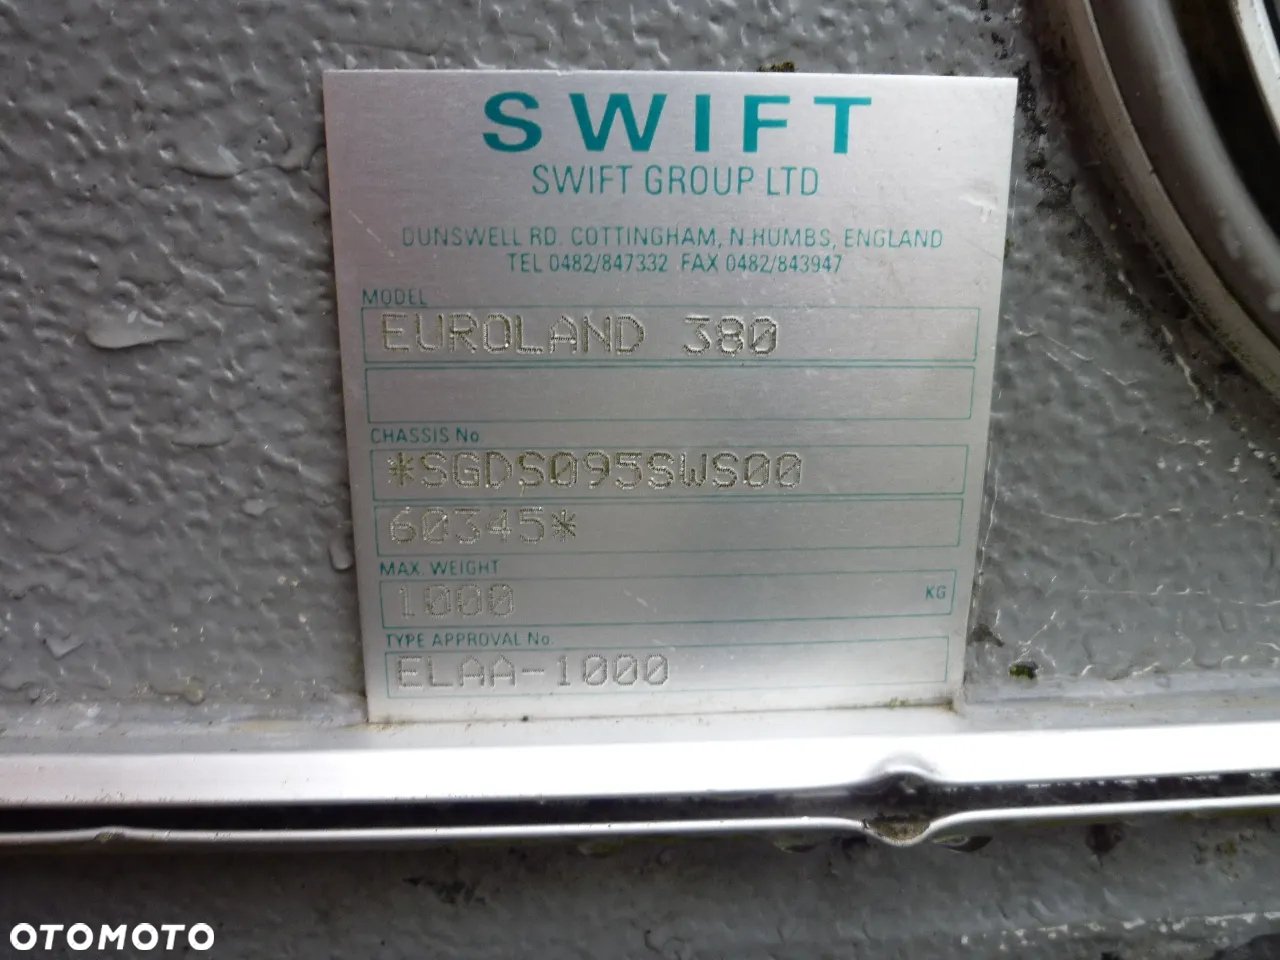 SWIFT
SWIFT GROUP LTD
DUNSWELL RD. COTTINGHAM, N.HUMBS, ENGLAND
TEL 0482/847332 FAX 0482/843947
MODEL
EUROLAND 380
CHASSIS No.
*SGDS095SWS00
60345*
MAX. WEIGHT
1000 KG
TYPE APPROVAL No.
ELAA-1000
OTOMOTO